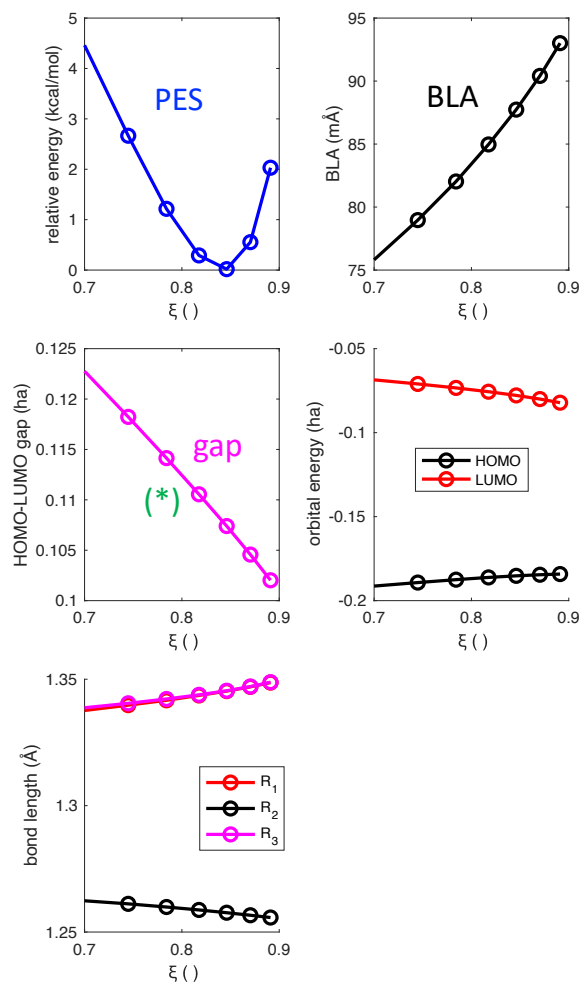 5
4
3
2
1
0
0.7
0.8
0.9
relative energy (kcal/mol)
ξ ( )
PES
95
90
85
80
75
0.7
0.8
0.9
BLA
(mÅ)
ξ ( )
BLA
0.125
0.12
0.115
0.11
0.105
0.1
0.7
0.8
0.9
HOMO-LUMO gap (ha)
ξ ( )
gap
(*)
-0.05
-0.1
-0.15
-0.2
0.7
0.8
0.9
orbital energy (ha)
ξ ( )
HOMO
LUMO
1.35
1.3
1.25
0.7
0.8
0.9
bond length (Å)
ξ ( )
R1
R2
R3